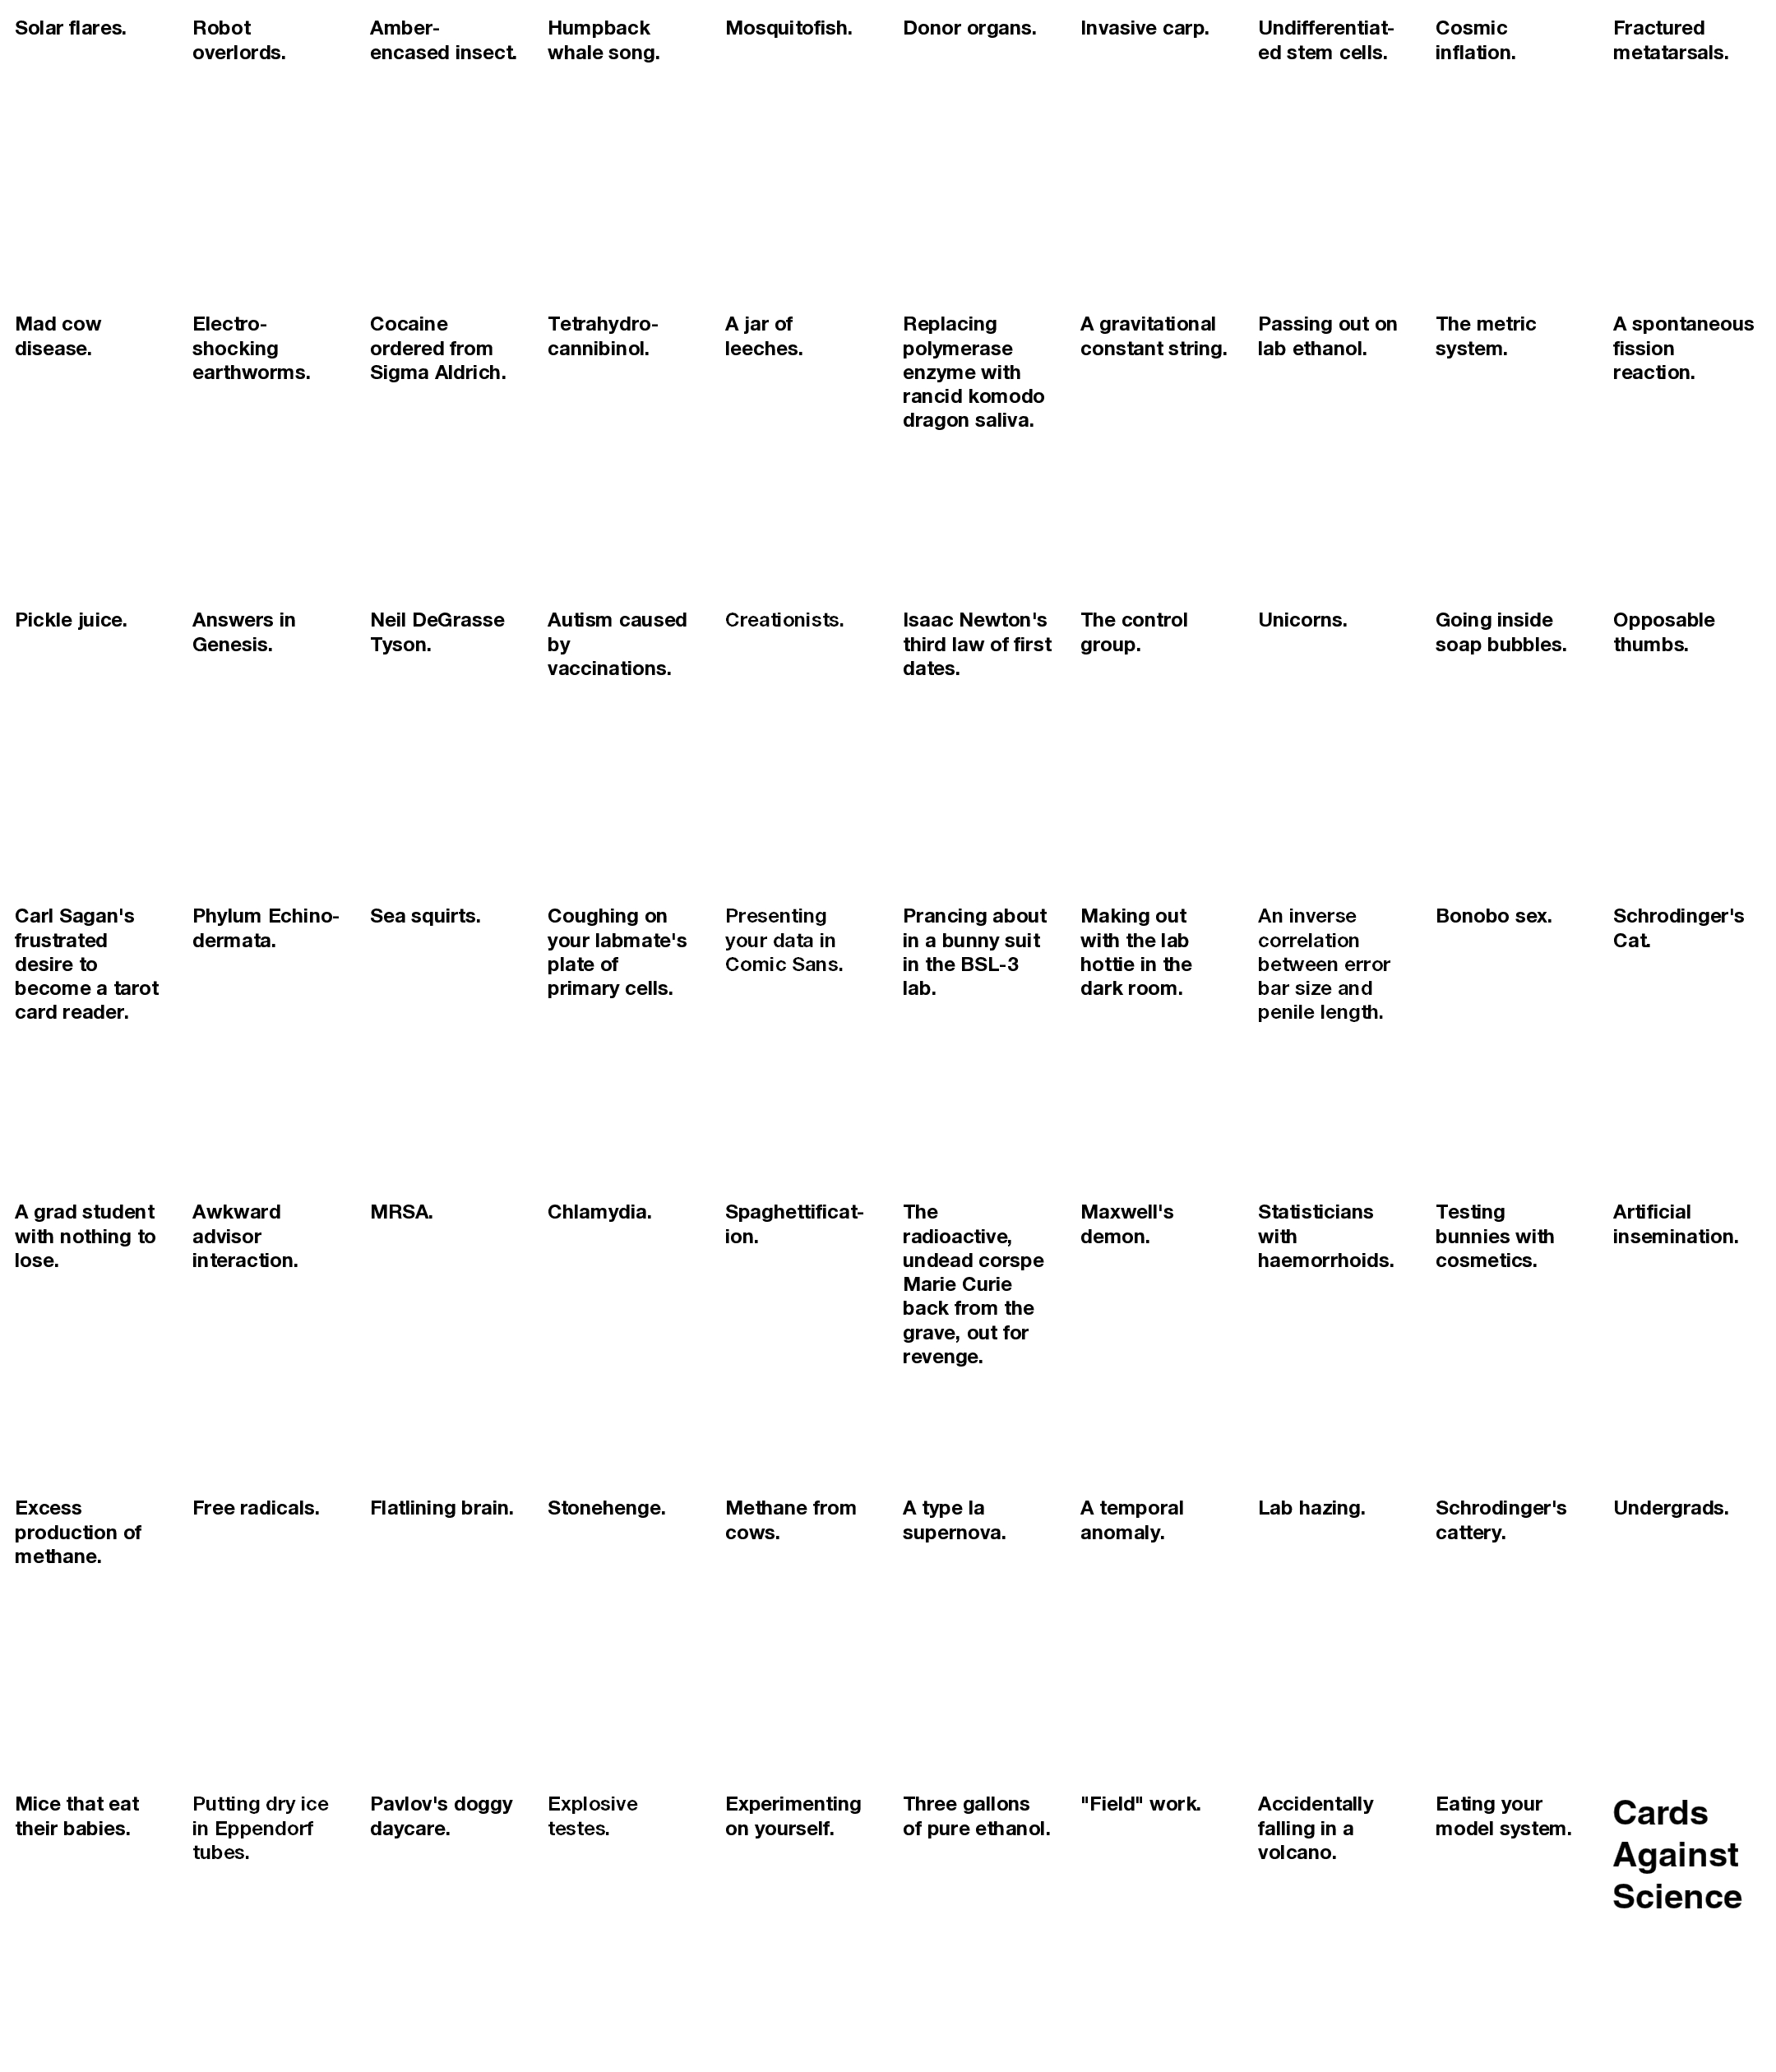 Solar flares.
Robot
overlords.
Amber-
encased insect.
Humpback
whale song.
Mosquitofish.
Donor organs.
Invasive carp.
Undifferentiat-
ed stem cells.
Cosmic
inflation.
Fractured
metatarsals.
Mad cow
disease.
Electro-
shocking
earthworms.
Cocaine
ordered from
Sigma Aldrich.
Tetrahydro-
cannibinol.
A jar of
leeches.
Replacing
polymerase
enzyme with
rancid komodo
dragon saliva.
A gravitational
constant string.
Passing out on
lab ethanol.
The metric
system.
A spontaneous
fission
reaction.
Pickle juice.
Answers in
Genesis.
Neil DeGrasse
Tyson.
Autism caused
by
vaccinations.
Creationists.
Isaac Newton's
third law of first
dates.
The control
group.
Unicorns.
Going inside
soap bubbles.
Opposable
thumbs.
Carl Sagan's
frustrated
desire to
become a tarot
card reader.
Phylum Echino-
dermata.
Sea squirts.
Coughing on
your labmate's
plate of
primary cells.
Presenting
your data in
Comic Sans.
Prancing about
in a bunny suit
in the BSL-3
lab.
Making out
with the lab
hottie in the
dark room.
An inverse
correlation
between error
bar size and
penile length.
Bonobo sex.
Schrodinger's
Cat.
A grad student
with nothing to
lose.
Awkward
advisor
interaction.
MRSA.
Chlamydia.
Spaghettificat-
ion.
The
radioactive,
undead corspe
Marie Curie
back from the
grave, out for
revenge.
Maxwell's
demon.
Statisticians
with
haemorrhoids.
Testing
bunnies with
cosmetics.
Artificial
insemination.
Excess
production of
methane.
Free radicals.
Flatlining brain.
Stonehenge.
Methane from
cows.
A type Ia
supernova.
A temporal
anomaly.
Lab hazing.
Schrodinger's
cattery.
Undergrads.
Mice that eat
their babies.
Putting dry ice
in Eppendorf
tubes.
Pavlov's doggy
daycare.
Explosive
testes.
Experimenting
on yourself.
Three gallons
of pure ethanol.
"Field" work.
Accidentally
falling in a
volcano.
Eating your
model system.
Cards
Against
Science